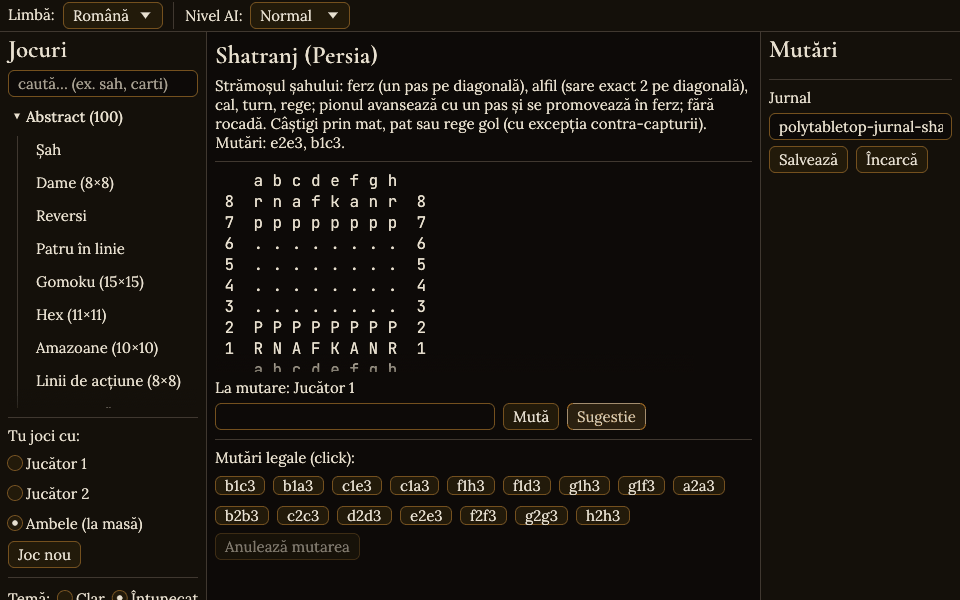 Limbă: Română ▼ Nivel AI: Normal ▼
Jocuri
caută... (ex. sah, carti)
▼ Abstract (100)
Șah
Dame (8×8)
Reversi
Patru în linie
Gomoku (15×15)
Hex (11×11)
Amazoane (10×10)
Linii de acțiune (8×8)
Tu joci cu:
Jucător 1
Jucător 2
Ambele (la masă)
Joc nou
Temă: Clar Întunecat
Shatranj (Persia)
Strămoșul șahului: ferz (un pas pe diagonală), alfil (sare exact 2 pe diagonală),
cal, turn, rege; pionul avansează cu un pas și se promovează în ferz; fără
rocadă. Câștigi prin mat, pat sau rege gol (cu excepția contra-capturii).
Mutări: e2e3, b1c3.
a b c d e f g h
8 r n a f k a n r 8
7 p p p p p p p p 7
6 . . . . . . . . 6
5 . . . . . . . . 5
4 . . . . . . . . 4
3 . . . . . . . . 3
2 P P P P P P P P 2
1 R N A F K A N R 1
a b c d e f g h
La mutare: Jucător 1
Mută Sugestie
Mutări legale (click):
b1c3 b1a3 c1e3 c1a3 f1h3 f1d3 g1h3 g1f3 a2a3
b2b3 c2c3 d2d3 e2e3 f2f3 g2g3 h2h3
Anulează mutarea
Mutări
Jurnal
polytabletop-jurnal-sha
Salvează Încarcă